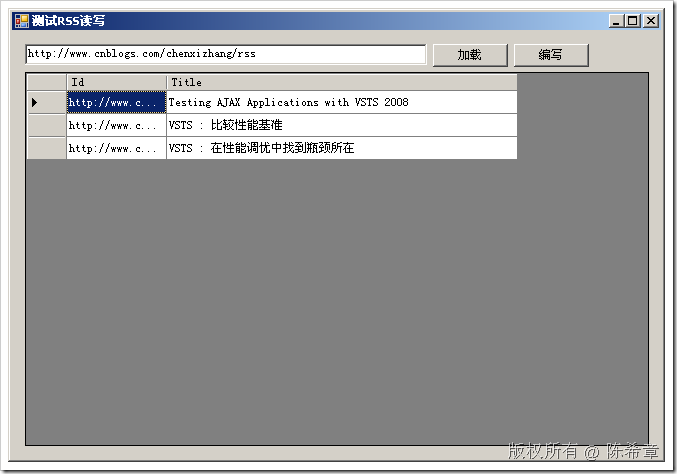 测试RSS读写
http://www.cnblogs.com/chenxizhang/rss 加载 编写
Id Title
http://www.c... Testing AJAX Applications with VSTS 2008
http://www.c... VSTS : 比较性能基准
http://www.c... VSTS : 在性能调优中找到瓶颈所在
版权所有 @ 陈希章